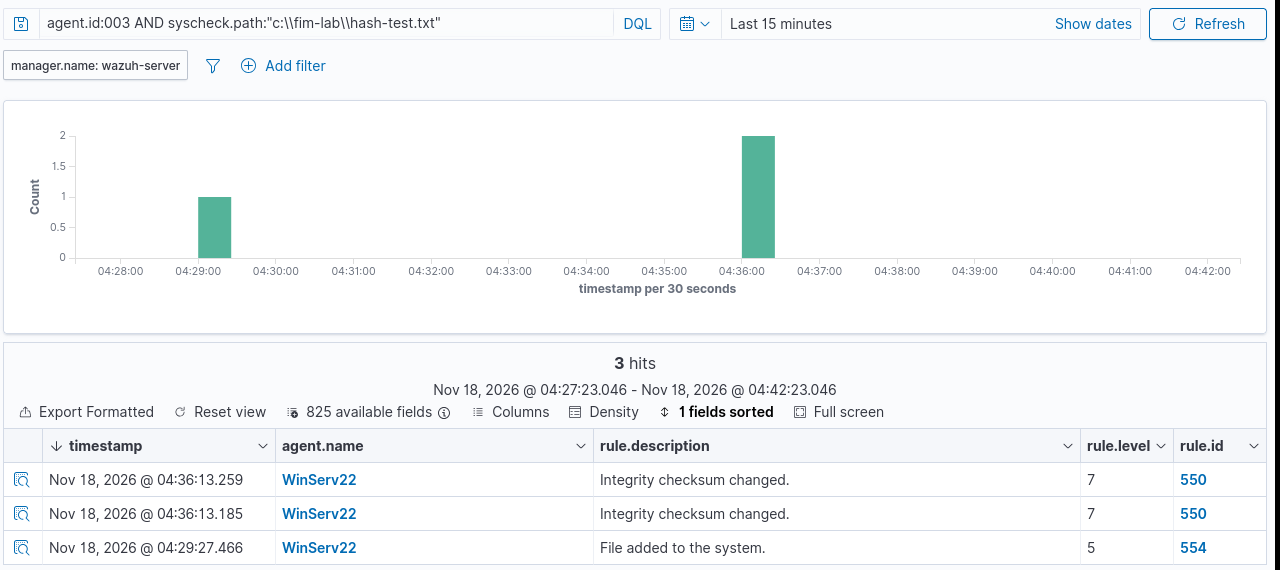 agent.id:003 AND syscheck.path:"c:\\fim-lab\\hash-test.txt" DQL Last 15 minutes Show dates Refresh
manager.name: wazuh-server Add filter
2
1.5
1
0.5
0
Count
04:28:00 04:29:00 04:30:00 04:31:00 04:32:00 04:33:00 04:34:00 04:35:00 04:36:00 04:37:00 04:38:00 04:39:00 04:40:00 04:41:00 04:42:00
timestamp per 30 seconds
3 hits
Nov 18, 2026 @ 04:27:23.046 - Nov 18, 2026 @ 04:42:23.046
Export Formatted Reset view 825 available fields Columns Density 1 fields sorted Full screen
timestamp agent.name rule.description rule.level rule.id
Nov 18, 2026 @ 04:36:13.259 WinServ22 Integrity checksum changed. 7 550
Nov 18, 2026 @ 04:36:13.185 WinServ22 Integrity checksum changed. 7 550
Nov 18, 2026 @ 04:29:27.466 WinServ22 File added to the system. 5 554